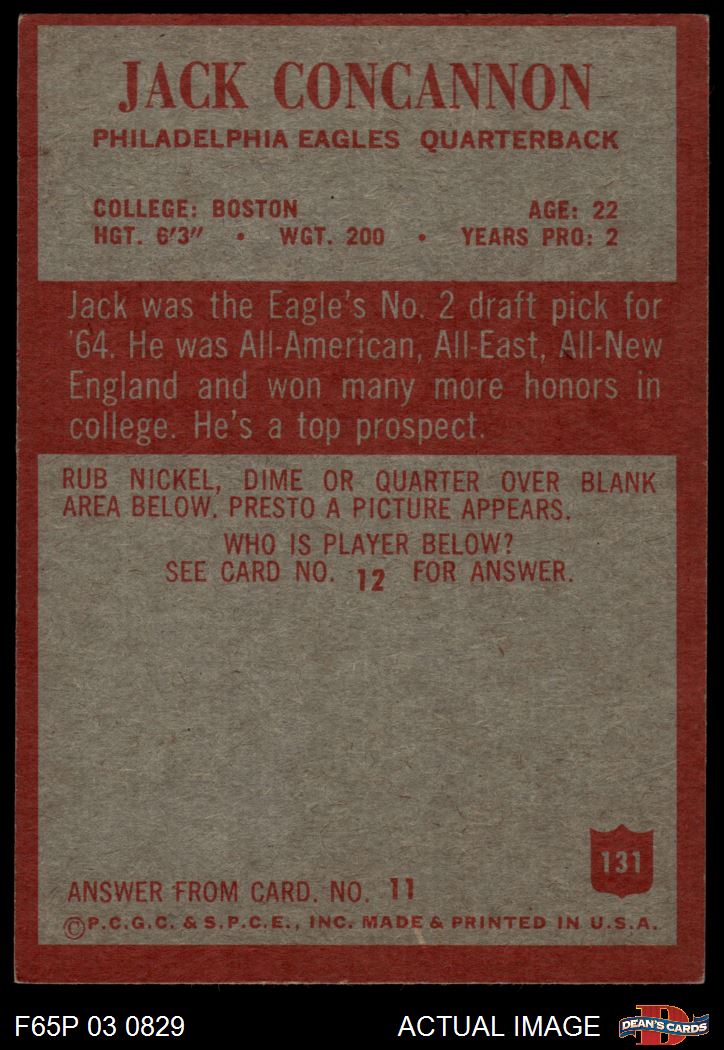 JACK CONCANNON
PHILADELPHIA EAGLES QUARTERBACK
COLLEGE: BOSTON AGE: 22
HGT. 6'3" • WGT. 200 • YEARS PRO: 2
Jack was the Eagle's No. 2 draft pick for
'64. He was All-American, All-East, All-New
England and won many more honors in
college. He's a top prospect.
RUB NICKEL, DIME OR QUARTER OVER BLANK
AREA BELOW. PRESTO A PICTURE APPEARS.
WHO IS PLAYER BELOW?
SEE CARD NO. 12 FOR ANSWER.
131
ANSWER FROM CARD. NO. 11
©P.C.G.C. & S.P.C.E., INC. MADE & PRINTED IN U.S.A.
F65P 03 0829 ACTUAL IMAGE
D
DEAN'S CARDS